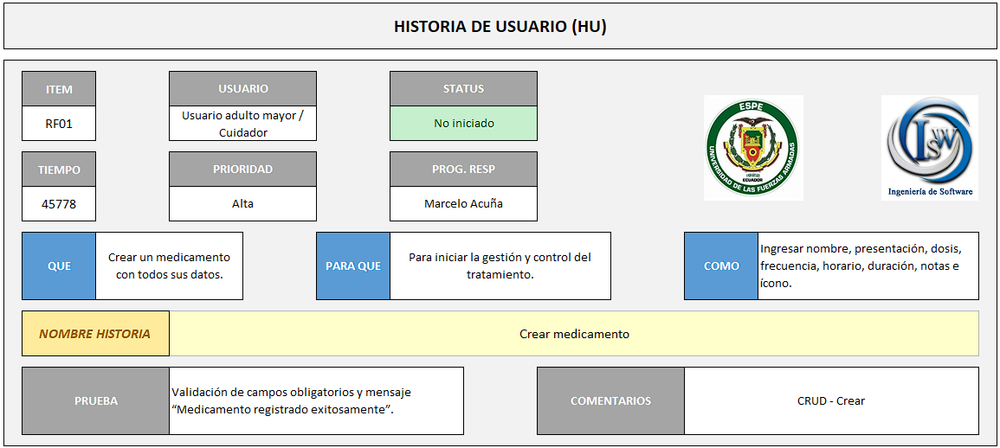 HISTORIA DE USUARIO (HU)
ITEM
USUARIO
STATUS
RF01
Usuario adulto mayor /
Cuidador
No iniciado
TIEMPO
PRIORIDAD
PROG. RESP
45778
Alta
Marcelo Acuña
ESPE
UNIVERSIDAD DE LAS FUERZAS ARMADAS
1922
ECUADOR
ISW
Ingeniería de Software
QUE
Crear un medicamento
con todos sus datos.
PARA QUE
Para iniciar la gestión y control del
tratamiento.
COMO
Ingresar nombre, presentación, dosis,
frecuencia, horario, duración, notas e
ícono.
NOMBRE HISTORIA
Crear medicamento
PRUEBA
Validación de campos obligatorios y mensaje
“Medicamento registrado exitosamente”.
COMENTARIOS
CRUD - Crear